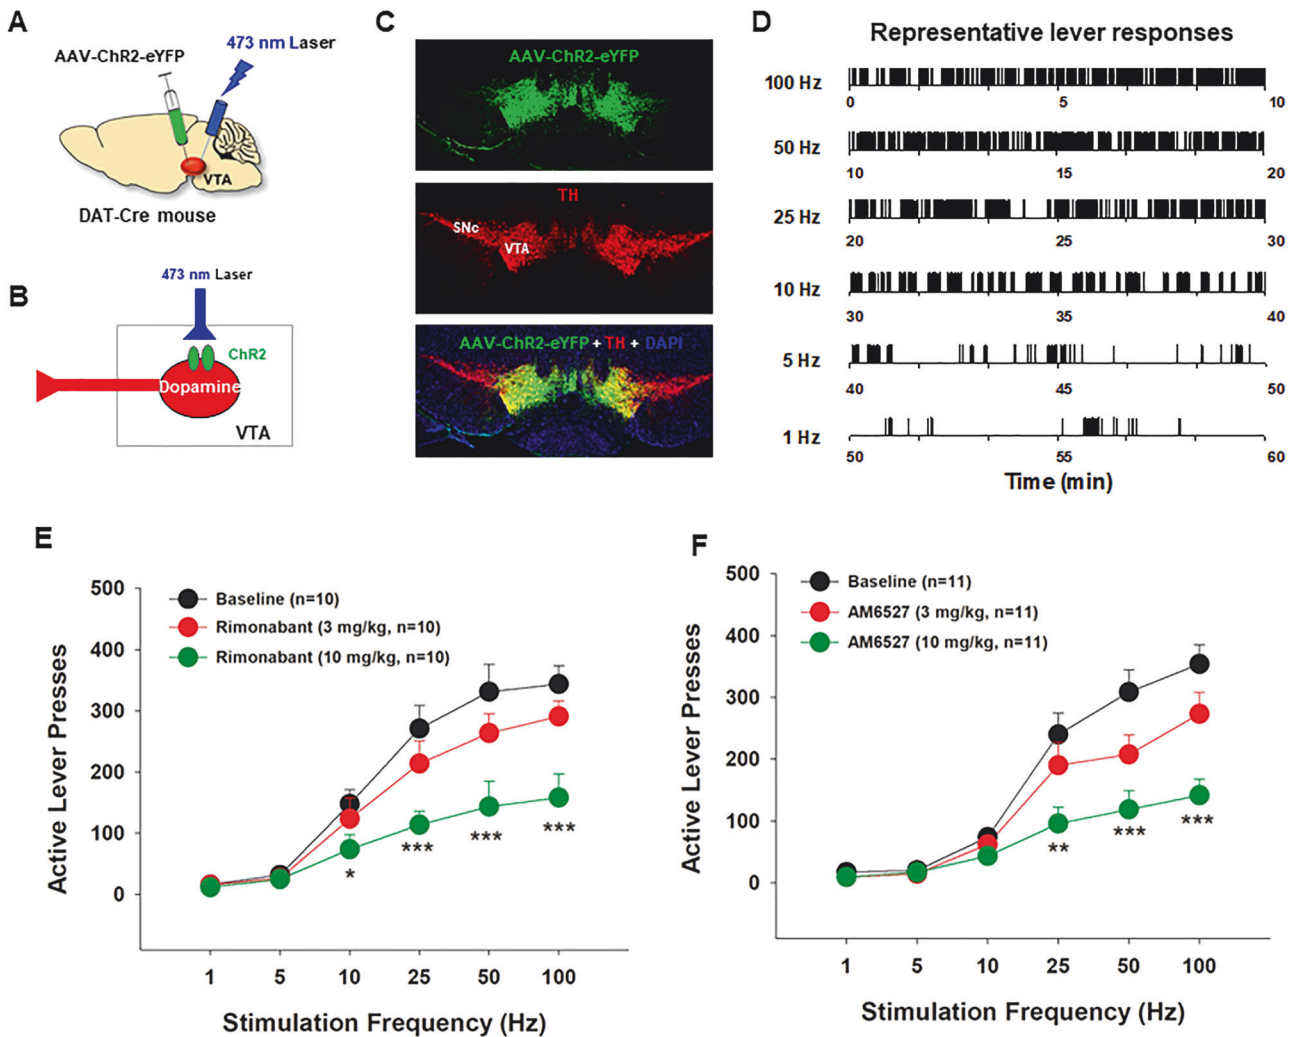 A
AAV-ChR2-eYFP
473 nm Laser
VTA
DAT-Cre mouse
B
473 nm Laser
ChR2
Dopamine
VTA
C
AAV-ChR2-eYFP
TH
SNc
VTA
AAV-ChR2-eYFP + TH + DAPI
D
Representative lever responses
100 Hz
0 5 10
50 Hz
10 15 20
25 Hz
20 25 30
10 Hz
30 35 40
5 Hz
40 45 50
1 Hz
50 55 60
Time (min)
E
Active Lever Presses
500
400
300
200
100
0
Baseline (n=10)
Rimonabant (3 mg/kg, n=10)
Rimonabant (10 mg/kg, n=10)
*
***
***
***
1 5 10 25 50 100
Stimulation Frequency (Hz)
F
Active Lever Presses
500
400
300
200
100
0
Baseline (n=11)
AM6527 (3 mg/kg, n=11)
AM6527 (10 mg/kg, n=11)
**
***
***
1 5 10 25 50 100
Stimulation Frequency (Hz)